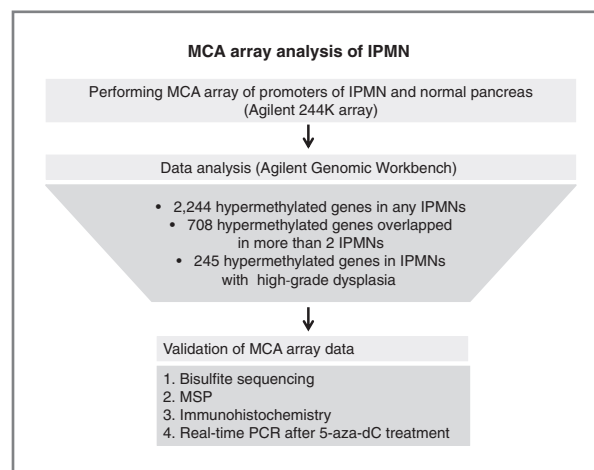 MCA array analysis of IPMN
Performing MCA array of promoters of IPMN and normal pancreas
(Agilent 244K array)
Data analysis (Agilent Genomic Workbench)
• 2,244 hypermethylated genes in any IPMNs
• 708 hypermethylated genes overlapped
in more than 2 IPMNs
• 245 hypermethylated genes in IPMNs
with high-grade dysplasia
Validation of MCA array data
1. Bisulfite sequencing
2. MSP
3. Immunohistochemistry
4. Real-time PCR after 5-aza-dC treatment